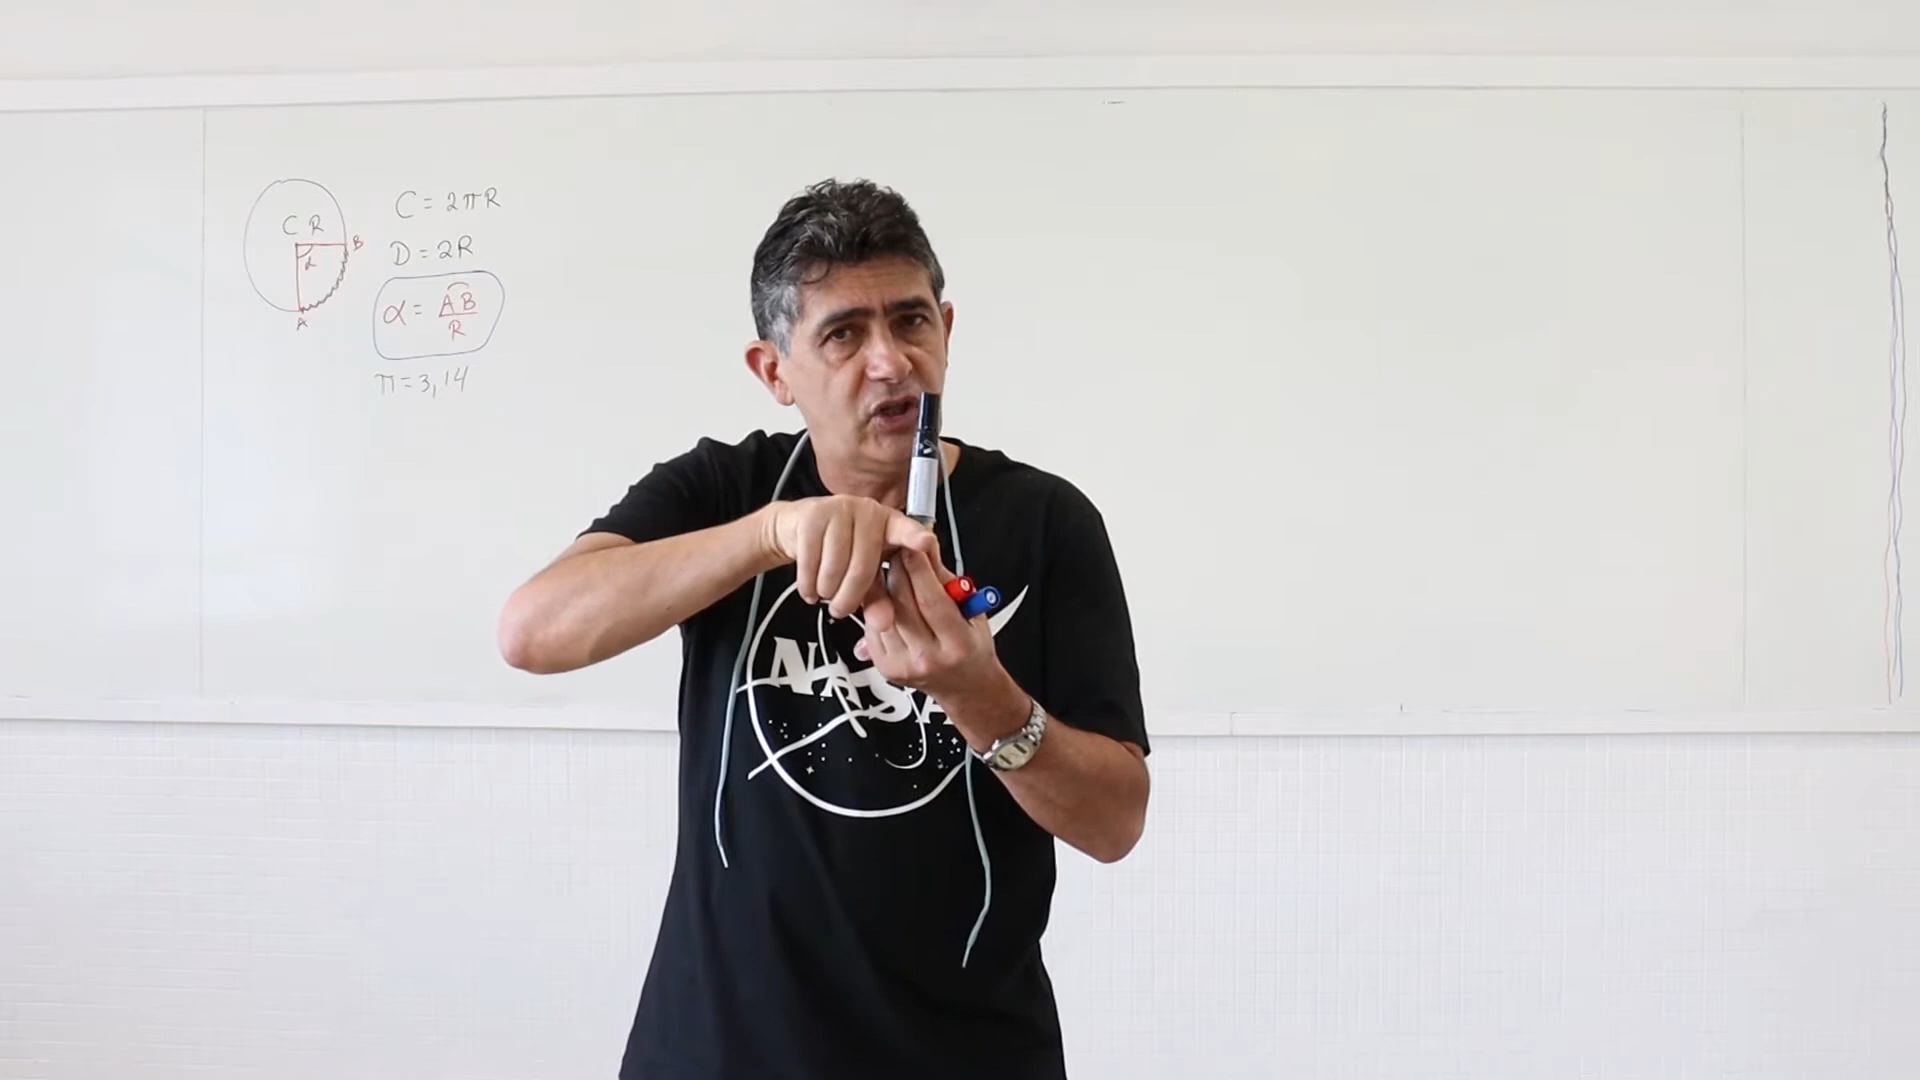 C R
α
B
A
C = 2πR
D = 2R
α = AB/R
π = 3,14
NASA